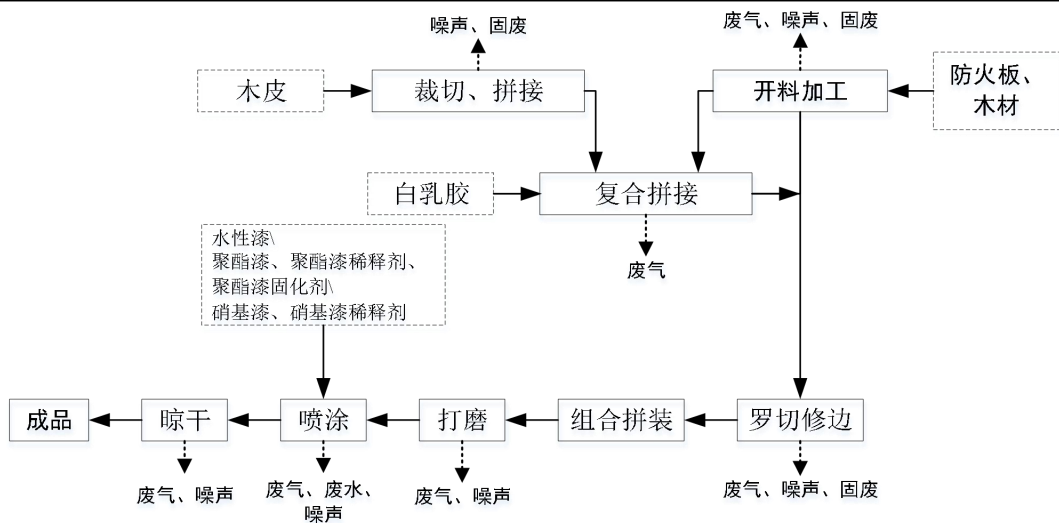 噪声、固废
废气、噪声、固废
木皮
裁切、拼接
开料加工
防火板、
木材
白乳胶
复合拼接
废气
水性漆\
聚酯漆、聚酯漆稀释剂、
聚酯漆固化剂\
硝基漆、硝基漆稀释剂
成品
晾干
喷涂
打磨
组合拼装
罗切修边
废气、噪声
废气、废水、
噪声
废气、噪声
废气、噪声、固废